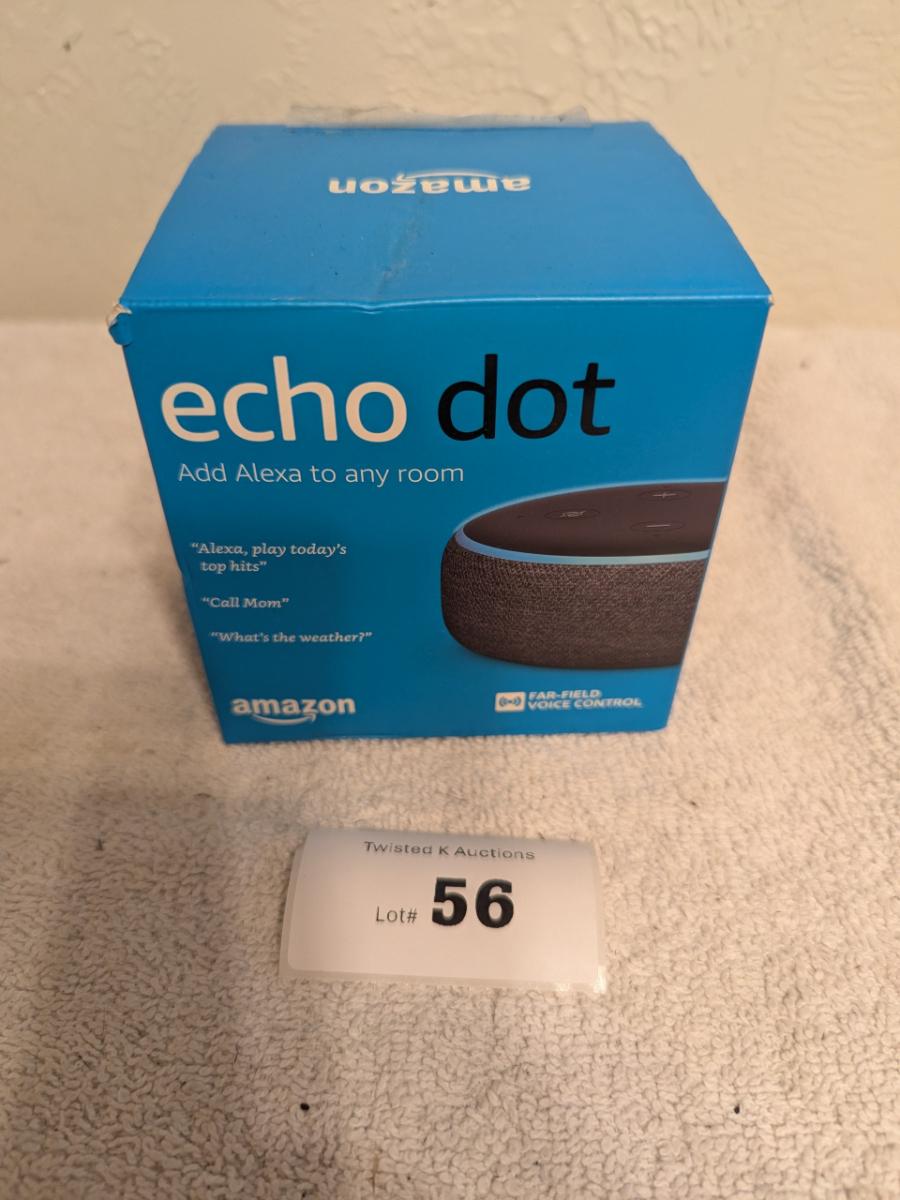 amazon
echo dot
Add Alexa to any room
“Alexa, play today’s
top hits”
“Call Mom”
“What’s the weather?”
amazon
FAR-FIELD
VOICE CONTROL
Twisted K Auctions
Lot# 56